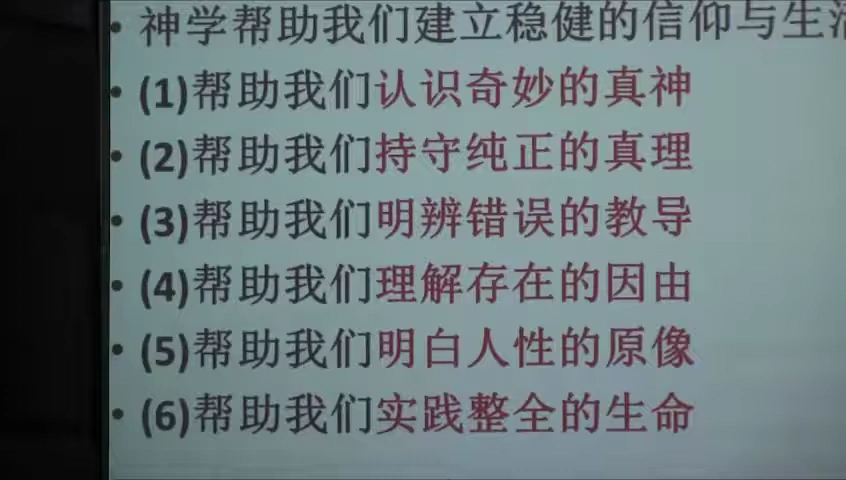 • 神学帮助我们建立稳健的信仰与生活
• (1)帮助我们认识奇妙的真神
• (2)帮助我们持守纯正的真理
• (3)帮助我们明辨错误的教导
• (4)帮助我们理解存在的因由
• (5)帮助我们明白人性的原像
• (6)帮助我们实践整全的生命